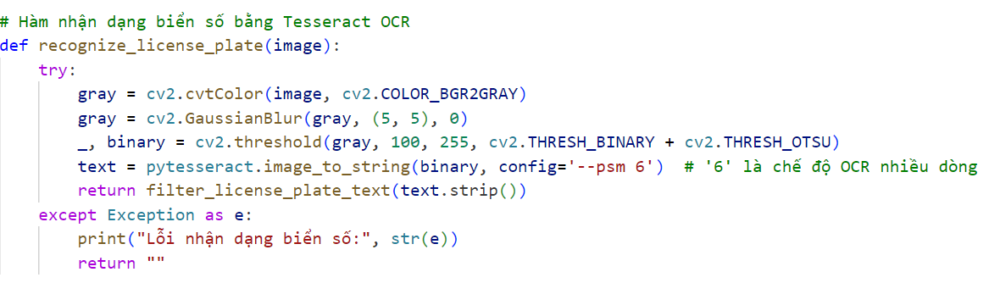 # Hàm nhận dạng biển số bằng Tesseract OCR
def recognize_license_plate(image):
    try:
        gray = cv2.cvtColor(image, cv2.COLOR_BGR2GRAY)
        gray = cv2.GaussianBlur(gray, (5, 5), 0)
        _, binary = cv2.threshold(gray, 100, 255, cv2.THRESH_BINARY + cv2.THRESH_OTSU)
        text = pytesseract.image_to_string(binary, config='--psm 6')  # '6' là chế độ OCR nhiều dòng
        return filter_license_plate_text(text.strip())
    except Exception as e:
        print("Lỗi nhận dạng biển số:", str(e))
        return ""